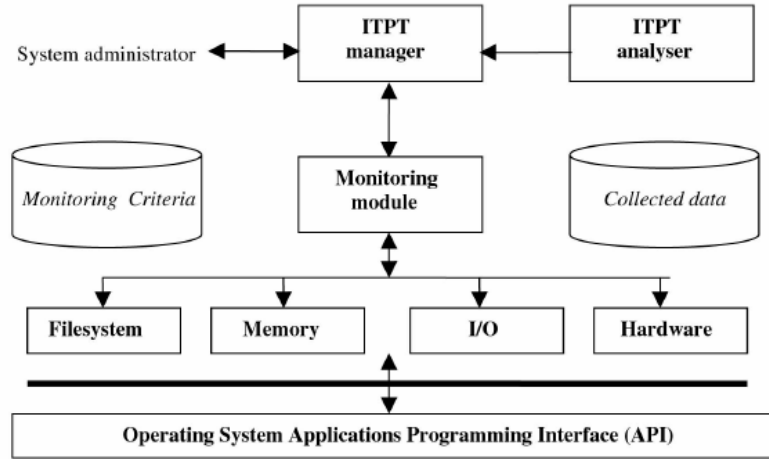 System administrator
ITPT
manager
ITPT
analyser
Monitoring Criteria
Monitoring
module
Collected data
Filesystem
Memory
I/O
Hardware
Operating System Applications Programming Interface (API)